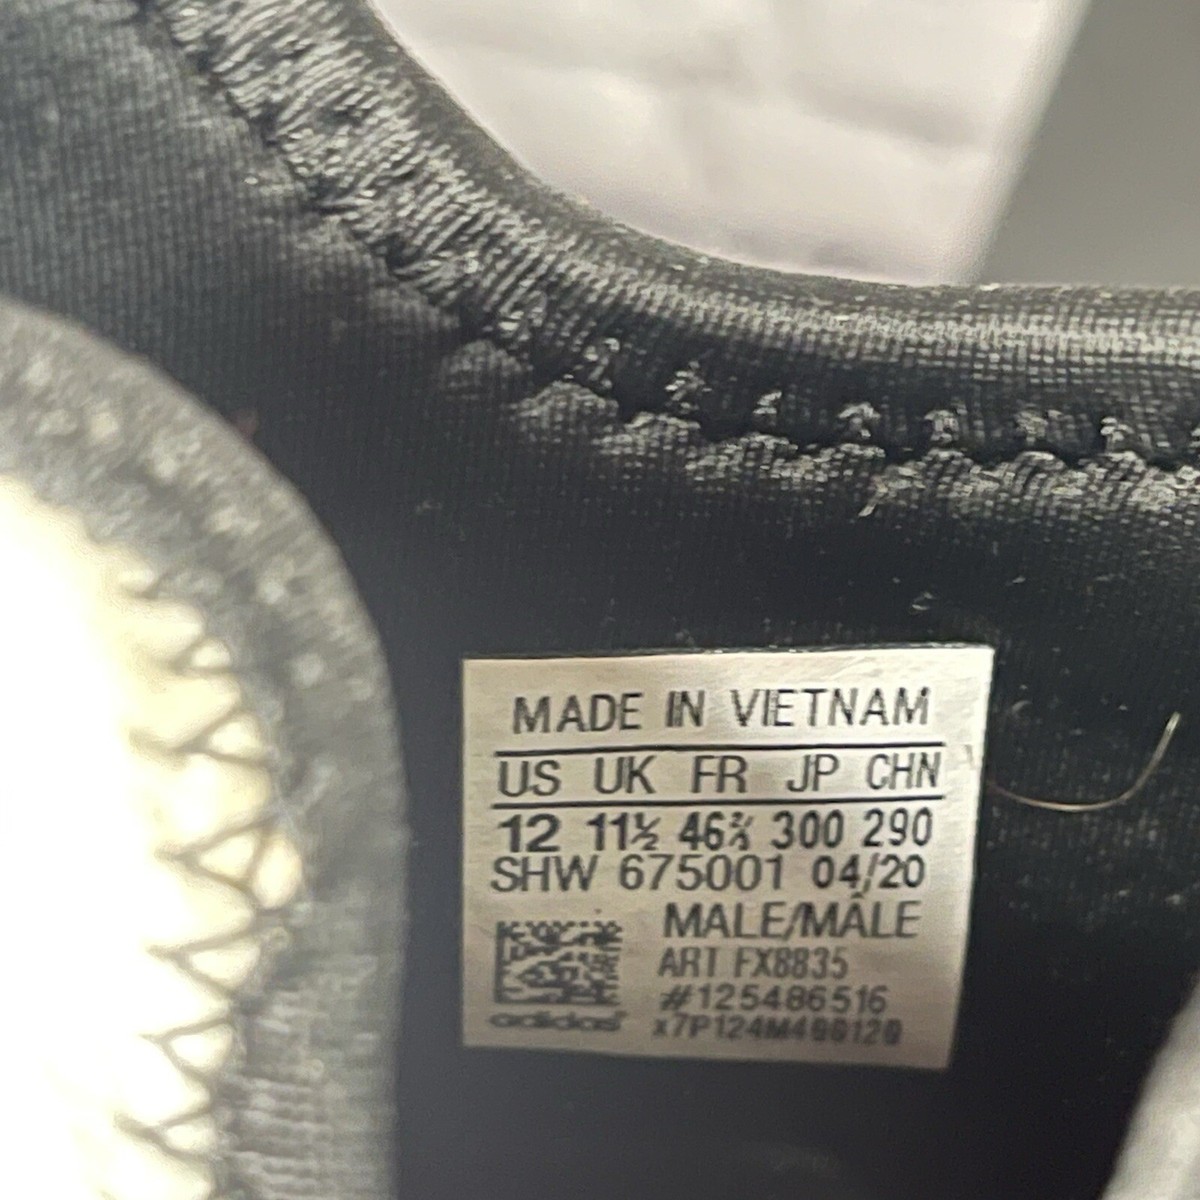 MADE IN VIETNAM
US UK FR JP CHN
12 11½ 46⅔ 300 290
SHW 675001 04/20
MALE/MÂLE
ART FX8835
#125486516
adidas